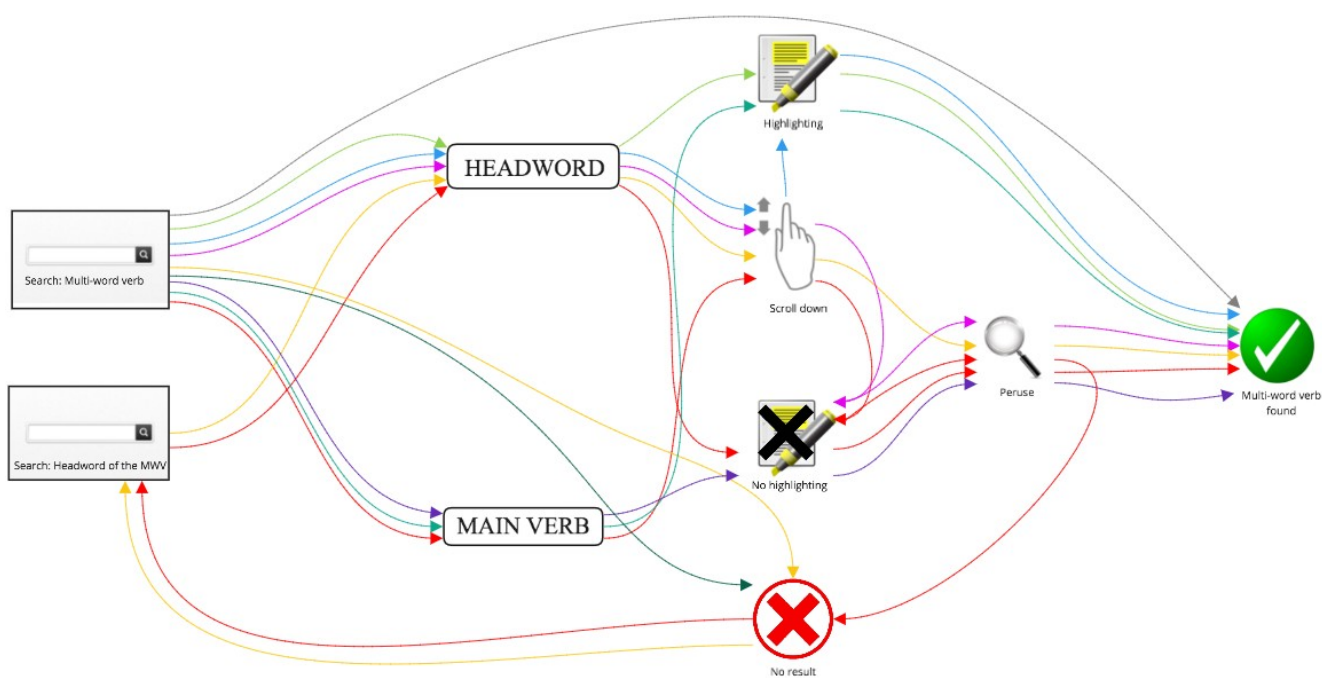 Highlighting
HEADWORD
Search: Multi-word verb
Scroll down
Peruse
Multi-word verb
found
Search: Headword of the MWV
No highlighting
MAIN VERB
No result